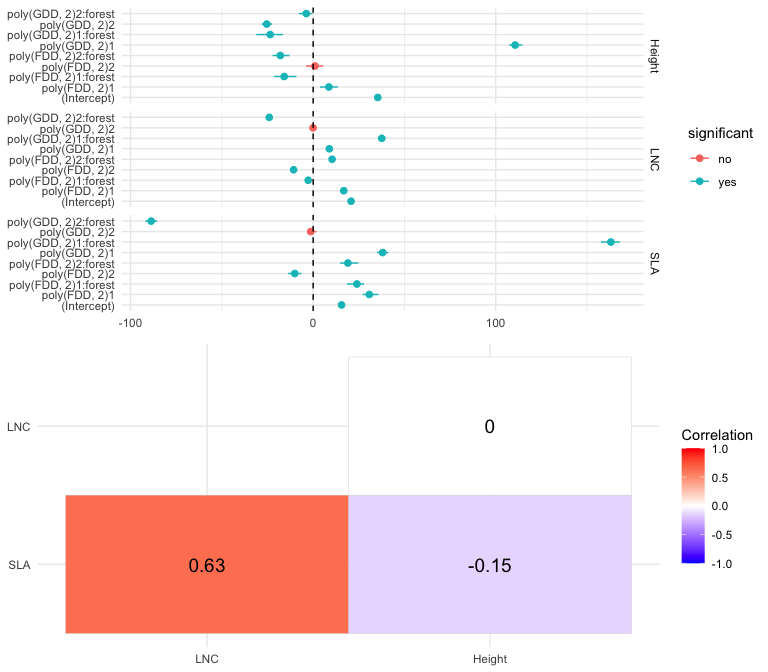 poly(GDD, 2)2:forest
poly(GDD, 2)2
poly(GDD, 2)1:forest
poly(GDD, 2)1
poly(FDD, 2)2:forest
poly(FDD, 2)2
poly(FDD, 2)1:forest
poly(FDD, 2)1
(Intercept)
Height
poly(GDD, 2)2:forest
poly(GDD, 2)2
poly(GDD, 2)1:forest
poly(GDD, 2)1
poly(FDD, 2)2:forest
poly(FDD, 2)2
poly(FDD, 2)1:forest
poly(FDD, 2)1
(Intercept)
LNC
poly(GDD, 2)2:forest
poly(GDD, 2)2
poly(GDD, 2)1:forest
poly(GDD, 2)1
poly(FDD, 2)2:forest
poly(FDD, 2)2
poly(FDD, 2)1:forest
poly(FDD, 2)1
(Intercept)
SLA
-100 0 100
significant
no
yes
LNC
0
SLA
0.63
-0.15
LNC Height
Correlation
1.0
0.5
0.0
-0.5
-1.0